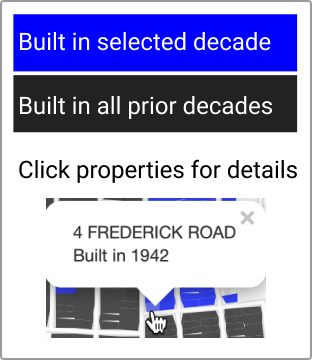 Built in selected decade
Built in all prior decades
Click properties for details
4 FREDERICK ROAD
Built in 1942